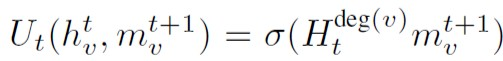 U_t(h_v^t, m_v^{t+1}) = σ(H_t^{deg(v)} m_v^{t+1})